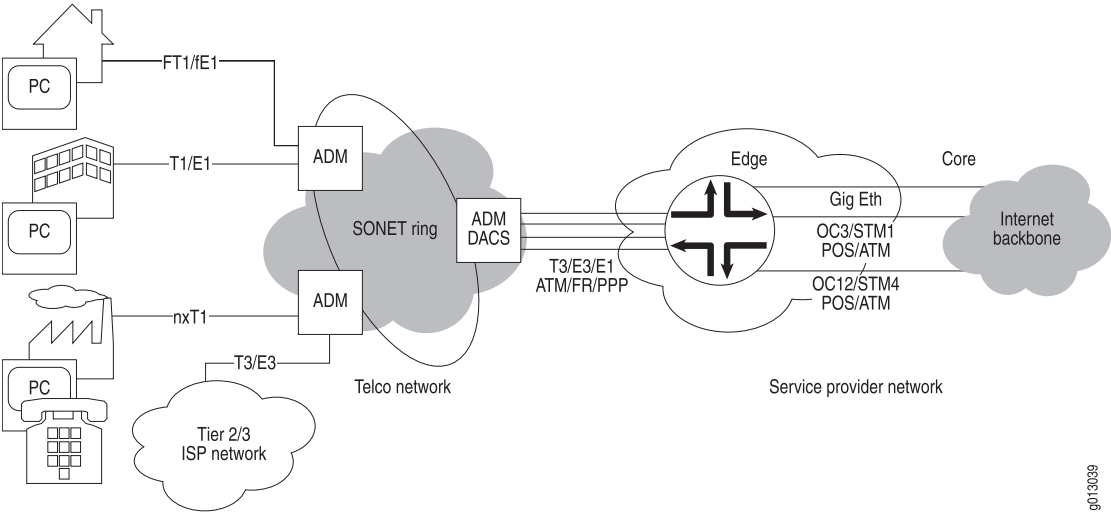 FT1/fE1
PC
ADM
T1/E1
PC
ADM
nxT1
T3/E3
PC
Tier 2/3
ISP network
SONET ring
ADM
DACS
Telco network
T3/E3/E1
ATM/FR/PPP
Edge
Core
Gig Eth
OC3/STM1
POS/ATM
OC12/STM4
POS/ATM
Internet
backbone
Service provider network
g013039